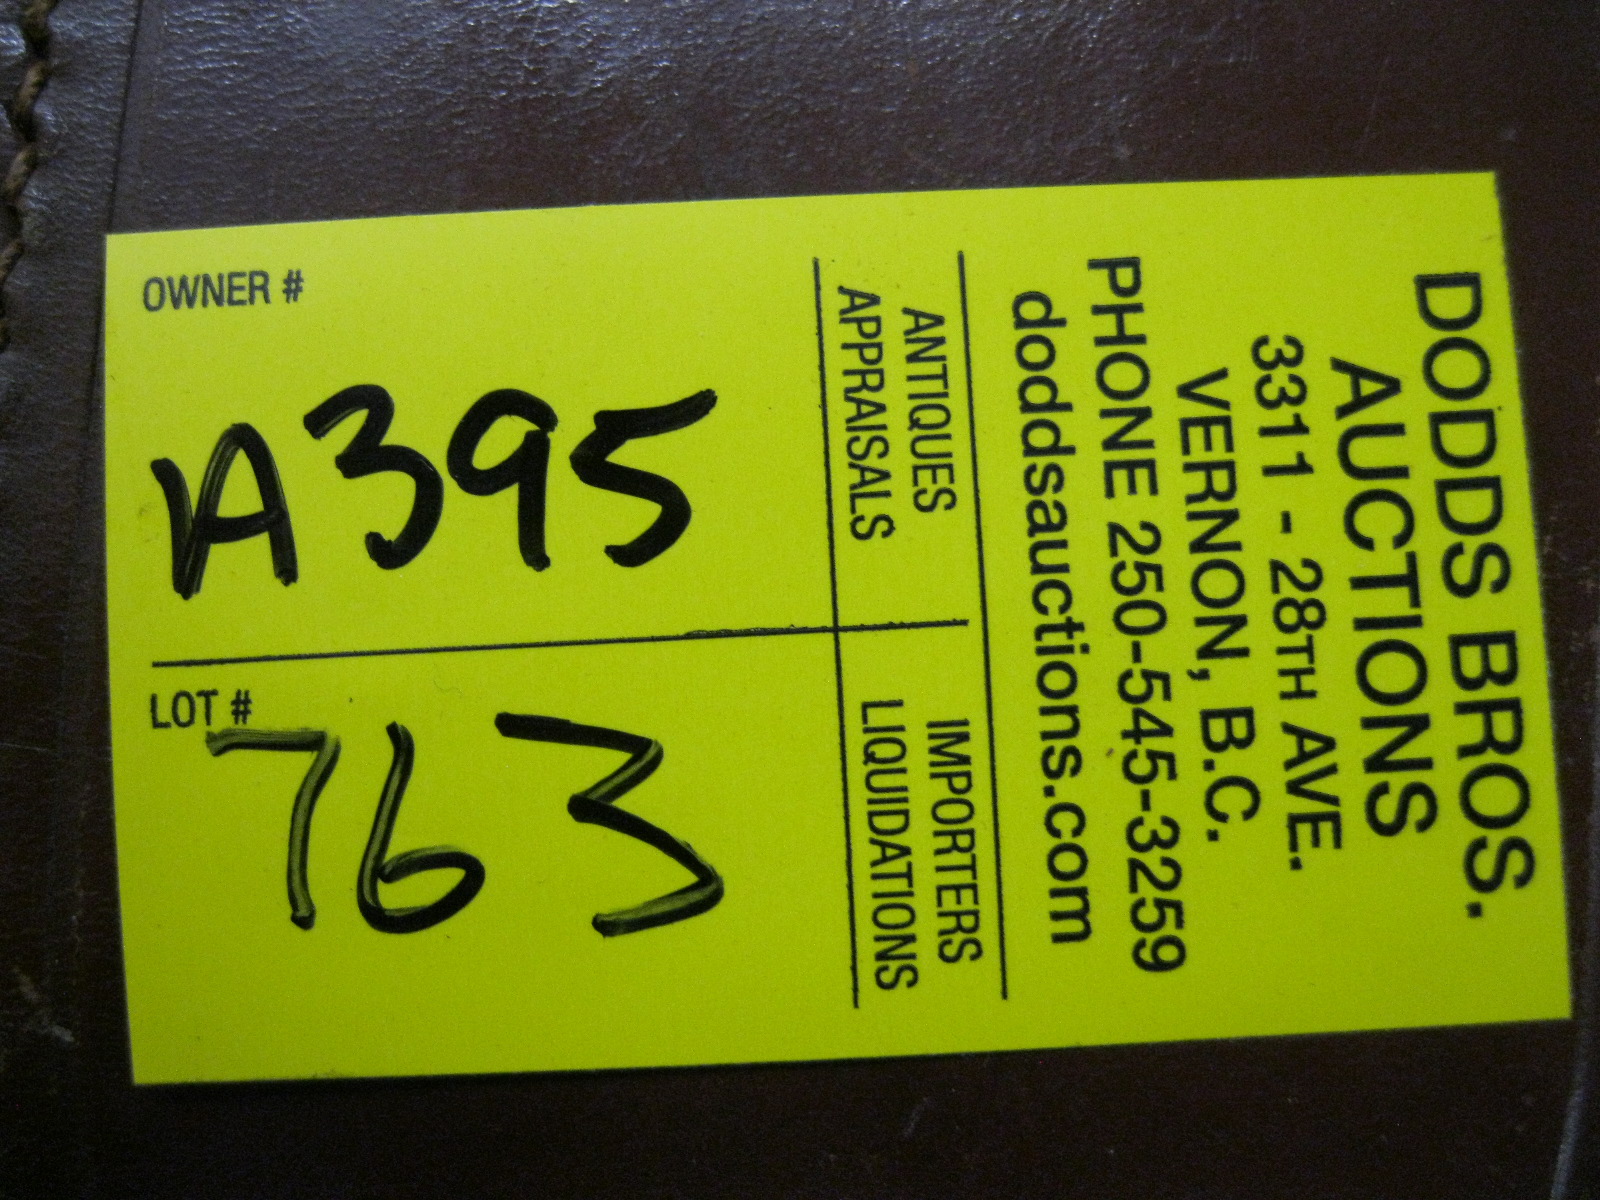 DODDS BROS.
AUCTIONS
3311 - 28TH AVE.
VERNON, B.C.
PHONE 250-545-3259
doddsauctions.com
ANTIQUES
APPRAISALS
IMPORTERS
LIQUIDATIONS
OWNER #
A395
LOT #
763